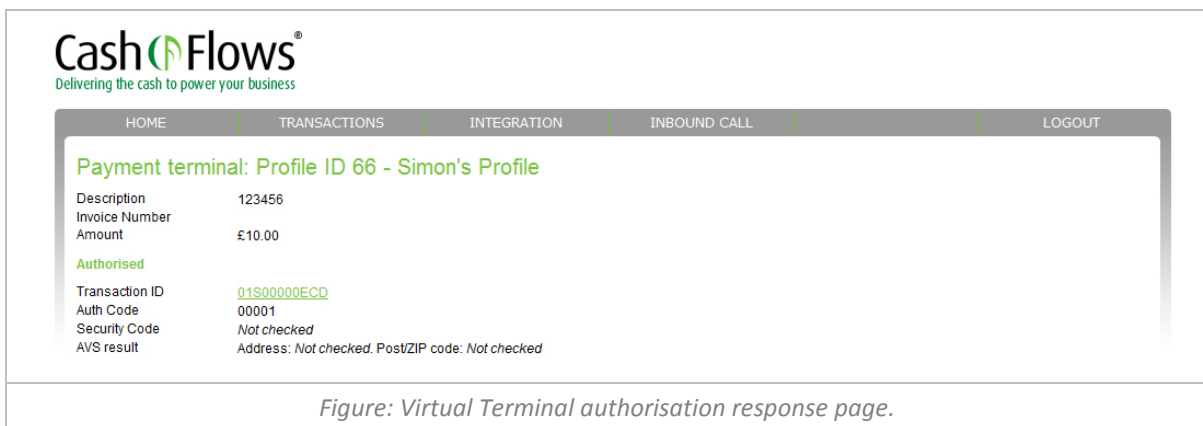 Cash Flows®
Delivering the cash to power your business
HOME TRANSACTIONS INTEGRATION INBOUND CALL LOGOUT
Payment terminal: Profile ID 66 - Simon's Profile
Description 123456
Invoice Number
Amount £10.00
Authorised
Transaction ID 01S00000ECD
Auth Code 00001
Security Code Not checked
AVS result Address: Not checked. Post/ZIP code: Not checked
Figure: Virtual Terminal authorisation response page.